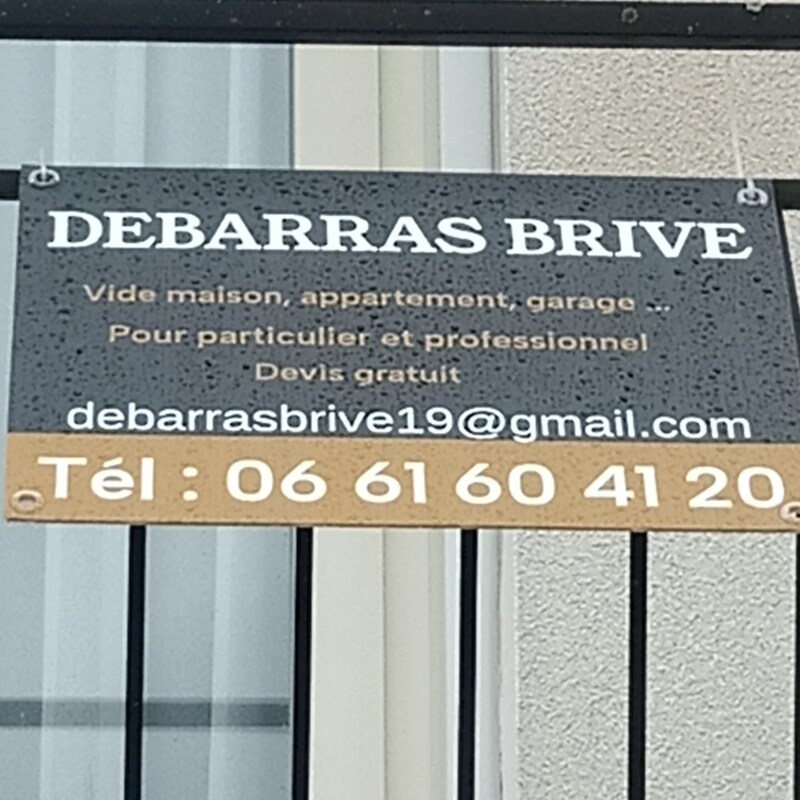 DEBARRAS BRIVE
Vide maison, appartement, garage ...
Pour particulier et professionnel
Devis gratuit
debarrasbrive19@gmail.com
Tél : 06 61 60 41 20